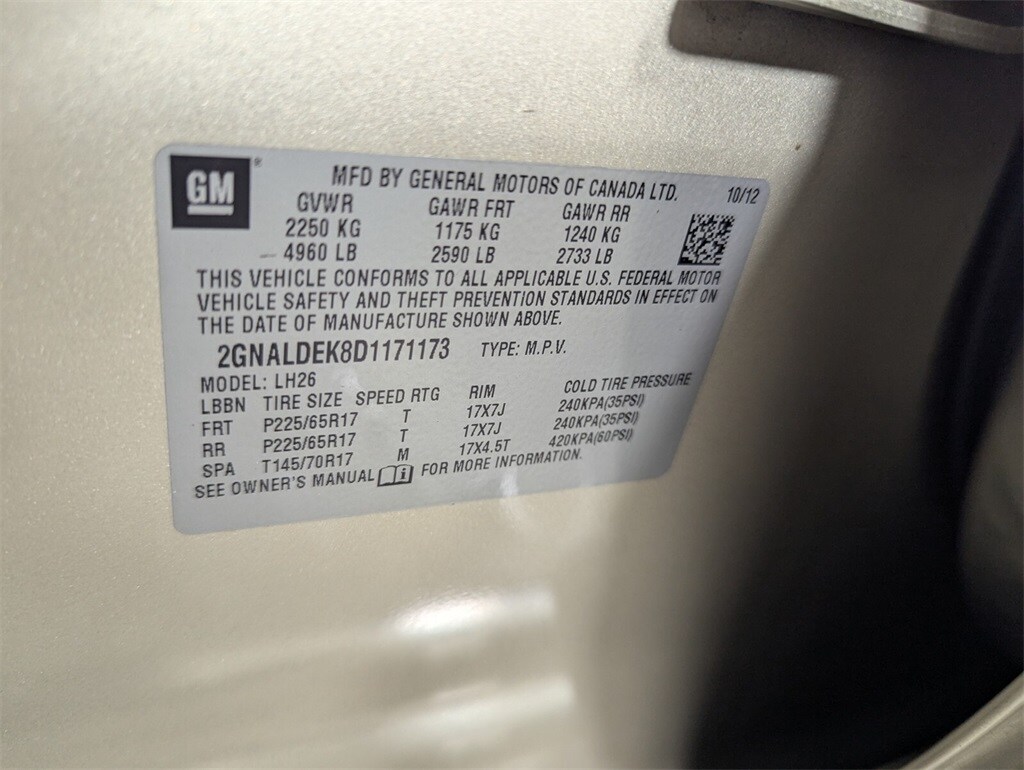 GM®
MFD BY GENERAL MOTORS OF CANADA LTD. 10/12
GVWR GAWR FRT GAWR RR
2250 KG 1175 KG 1240 KG
4960 LB 2590 LB 2733 LB
THIS VEHICLE CONFORMS TO ALL APPLICABLE U.S. FEDERAL MOTOR
VEHICLE SAFETY AND THEFT PREVENTION STANDARDS IN EFFECT ON
THE DATE OF MANUFACTURE SHOWN ABOVE.
2GNALDEK8D1171173 TYPE: M.P.V.
MODEL: LH26
LBBN TIRE SIZE SPEED RTG RIM COLD TIRE PRESSURE
FRT P225/65R17 T 17X7J 240KPA(35PSI)
RR P225/65R17 T 17X7J 240KPA(35PSI)
SPA T145/70R17 M 17X4.5T 420KPA(60PSI)
SEE OWNER'S MANUAL i FOR MORE INFORMATION.